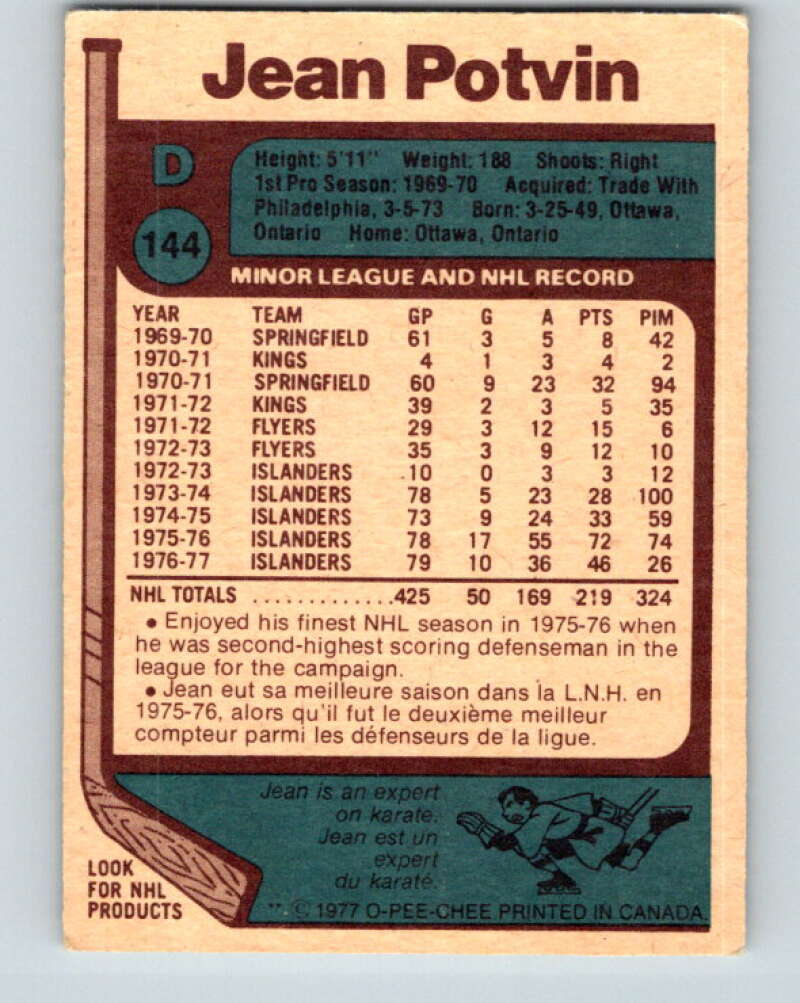 Jean Potvin
D
Height: 5'11" Weight: 188 Shoots: Right
1st Pro Season: 1969-70 Acquired: Trade With
Philadelphia, 3-5-73 Born: 3-25-49, Ottawa,
Ontario Home: Ottawa, Ontario
144
MINOR LEAGUE AND NHL RECORD
YEAR TEAM GP G A PTS PIM
1969-70 SPRINGFIELD 61 3 5 8 42
1970-71 KINGS 4 1 3 4 2
1970-71 SPRINGFIELD 60 9 23 32 94
1971-72 KINGS 39 2 3 5 35
1971-72 FLYERS 29 3 12 15 6
1972-73 FLYERS 35 3 9 12 10
1972-73 ISLANDERS 10 0 3 3 12
1973-74 ISLANDERS 78 5 23 28 100
1974-75 ISLANDERS 73 9 24 33 59
1975-76 ISLANDERS 78 17 55 72 74
1976-77 ISLANDERS 79 10 36 46 26
NHL TOTALS .............425 50 169 219 324
• Enjoyed his finest NHL season in 1975-76 when
he was second-highest scoring defenseman in the
league for the campaign.
• Jean eut sa meilleure saison dans la L.N.H. en
1975-76, alors qu'il fut le deuxième meilleur
compteur parmi les défenseurs de la ligue.
Jean is an expert
on karate.
Jean est un
expert
du karaté.
LOOK
FOR NHL
PRODUCTS
** © 1977 O-PEE-CHEE PRINTED IN CANADA.